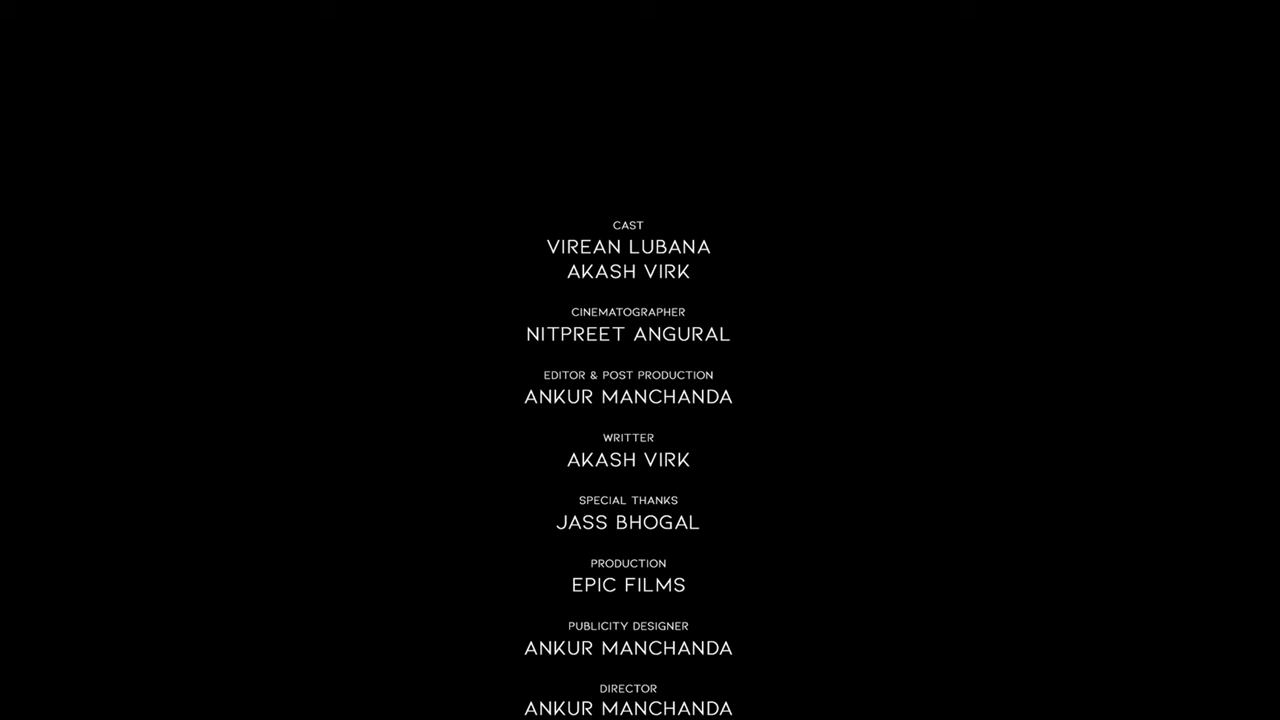 CAST
VIREAN LUBANA
AKASH VIRK
CINEMATOGRAPHER
NITPREET ANGURAL
EDITOR & POST PRODUCTION
ANKUR MANCHANDA
WRITTER
AKASH VIRK
SPECIAL THANKS
JASS BHOGAL
PRODUCTION
EPIC FILMS
PUBLICITY DESIGNER
ANKUR MANCHANDA
DIRECTOR
ANKUR MANCHANDA